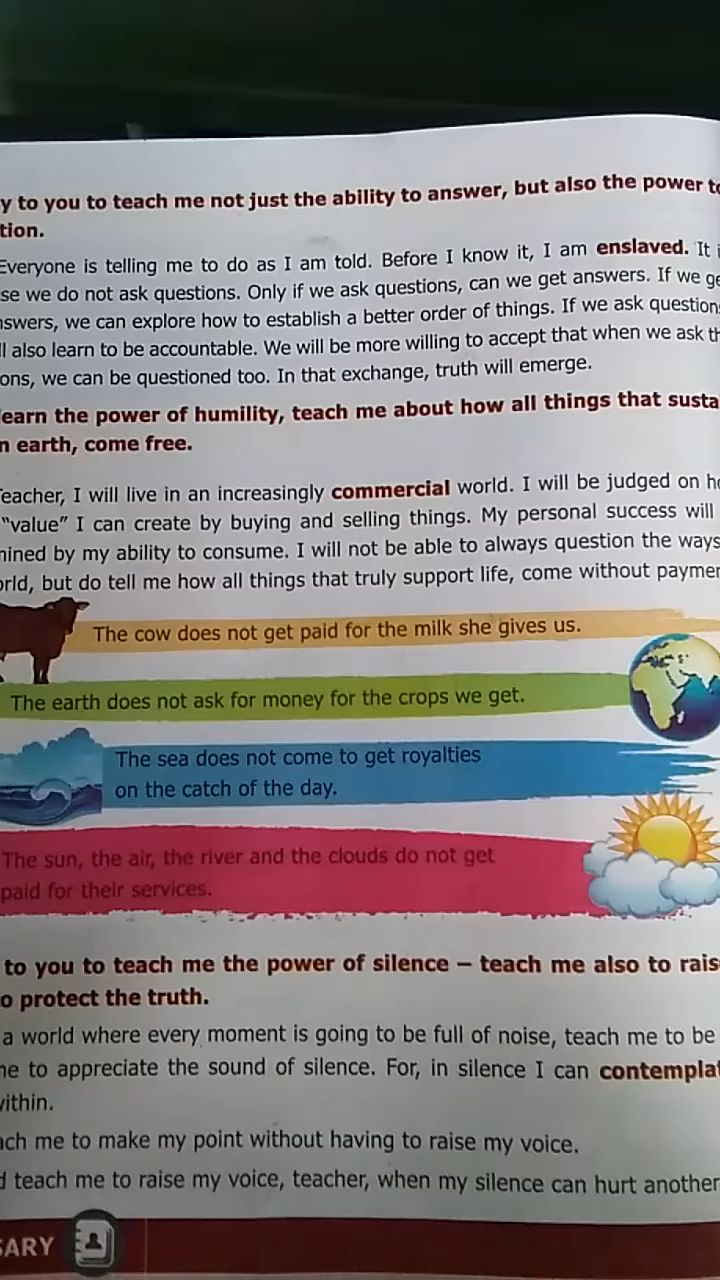 y to you to teach me not just the ability to answer, but also the power to
tion.
Everyone is telling me to do as I am told. Before I know it, I am enslaved. It i
se we do not ask questions. Only if we ask questions, can we get answers. If we ge
nswers, we can explore how to establish a better order of things. If we ask question
ll also learn to be accountable. We will be more willing to accept that when we ask th
ons, we can be questioned too. In that exchange, truth will emerge.
earn the power of humility, teach me about how all things that susta
n earth, come free.
Teacher, I will live in an increasingly commercial world. I will be judged on ho
"value" I can create by buying and selling things. My personal success will
mined by my ability to consume. I will not be able to always question the ways
orld, but do tell me how all things that truly support life, come without paymen
The cow does not get paid for the milk she gives us.
The earth does not ask for money for the crops we get.
The sea does not come to get royalties
on the catch of the day.
The sun, the air, the river and the clouds do not get
paid for their services.
to you to teach me the power of silence – teach me also to rais
o protect the truth.
a world where every moment is going to be full of noise, teach me to be
me to appreciate the sound of silence. For, in silence I can contemplat
within.
ach me to make my point without having to raise my voice.
d teach me to raise my voice, teacher, when my silence can hurt another
SARY